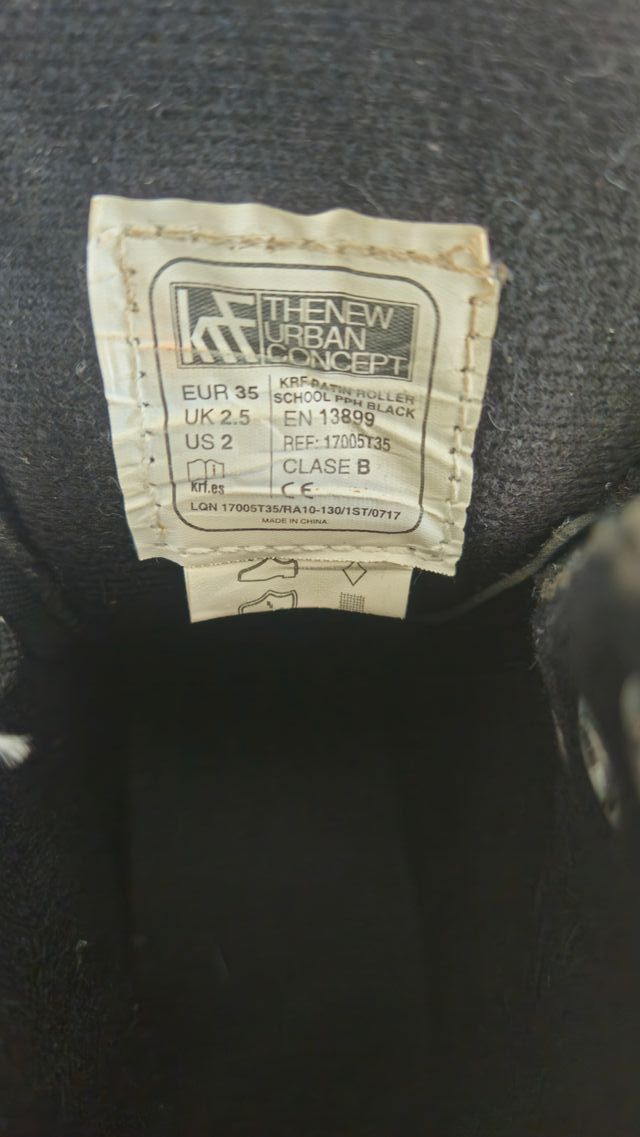 krf THENEW
URBAN
CONCEPT
EUR 35
UK 2.5
US 2
krf.es
KRF PATIN ROLLER
SCHOOL PPH BLACK
EN 13899
REF: 17005T35
CLASE B
CE
LQN 17005T35/RA10-130/1ST/0717
MADE IN CHINA